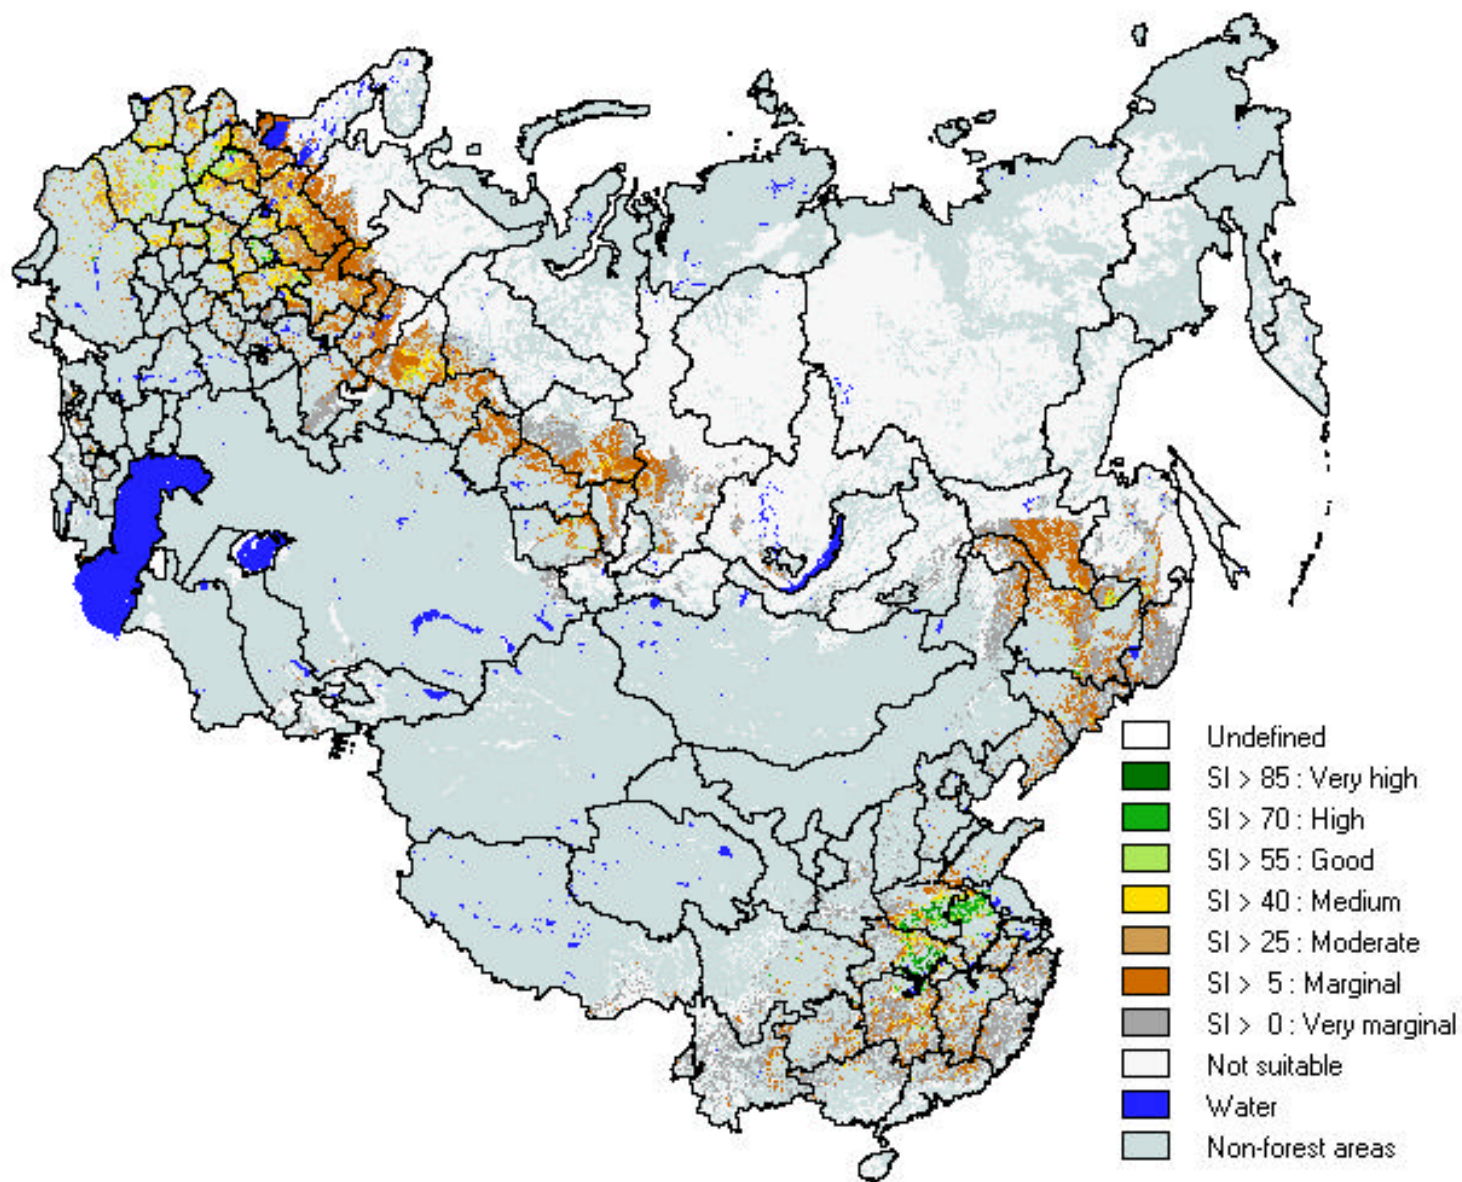 Undefined
SI > 85 : Very high
SI > 70 : High
SI > 55 : Good
SI > 40 : Medium
SI > 25 : Moderate
SI > 5 : Marginal
SI > 0 : Very marginal
Not suitable
Water
Non-forest areas